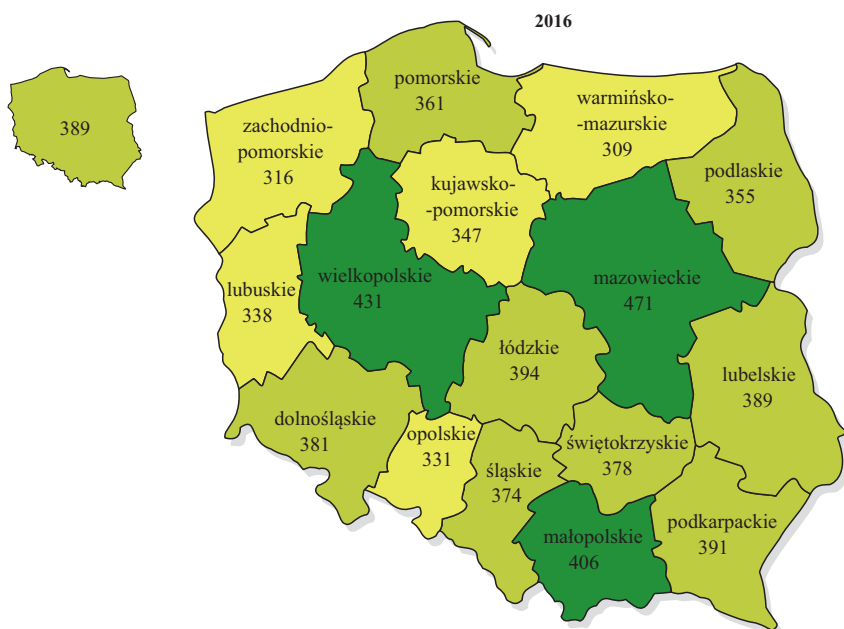 2016
389
pomorskie
361
warmińsko-
-mazurskie
309
zachodnio-
pomorskie
316
podlaskie
355
kujawsko-
-pomorskie
347
wielkopolskie
431
mazowieckie
471
lubuskie
338
łódzkie
394
lubelskie
389
dolnośląskie
381
opolskie
331
świętokrzyskie
378
śląskie
374
podkarpackie
391
małopolskie
406